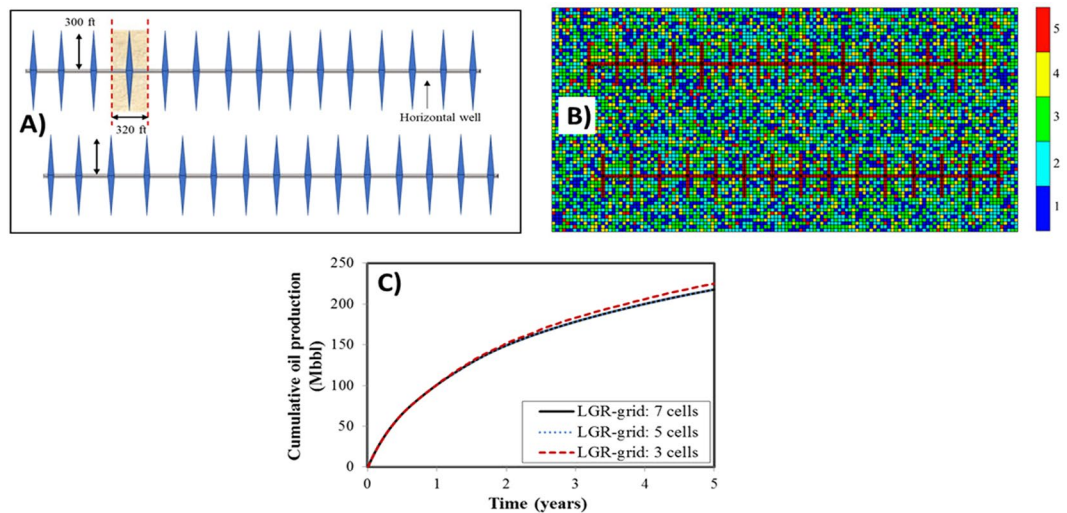 A)
300 ft
Horizontal well
320 ft
B)
5
4
3
2
1
C)
Cumulative oil production
(Mbbl)
250
200
150
100
50
0
LGR-grid: 7 cells
LGR-grid: 5 cells
LGR-grid: 3 cells
0
1
2
3
4
5
Time (years)